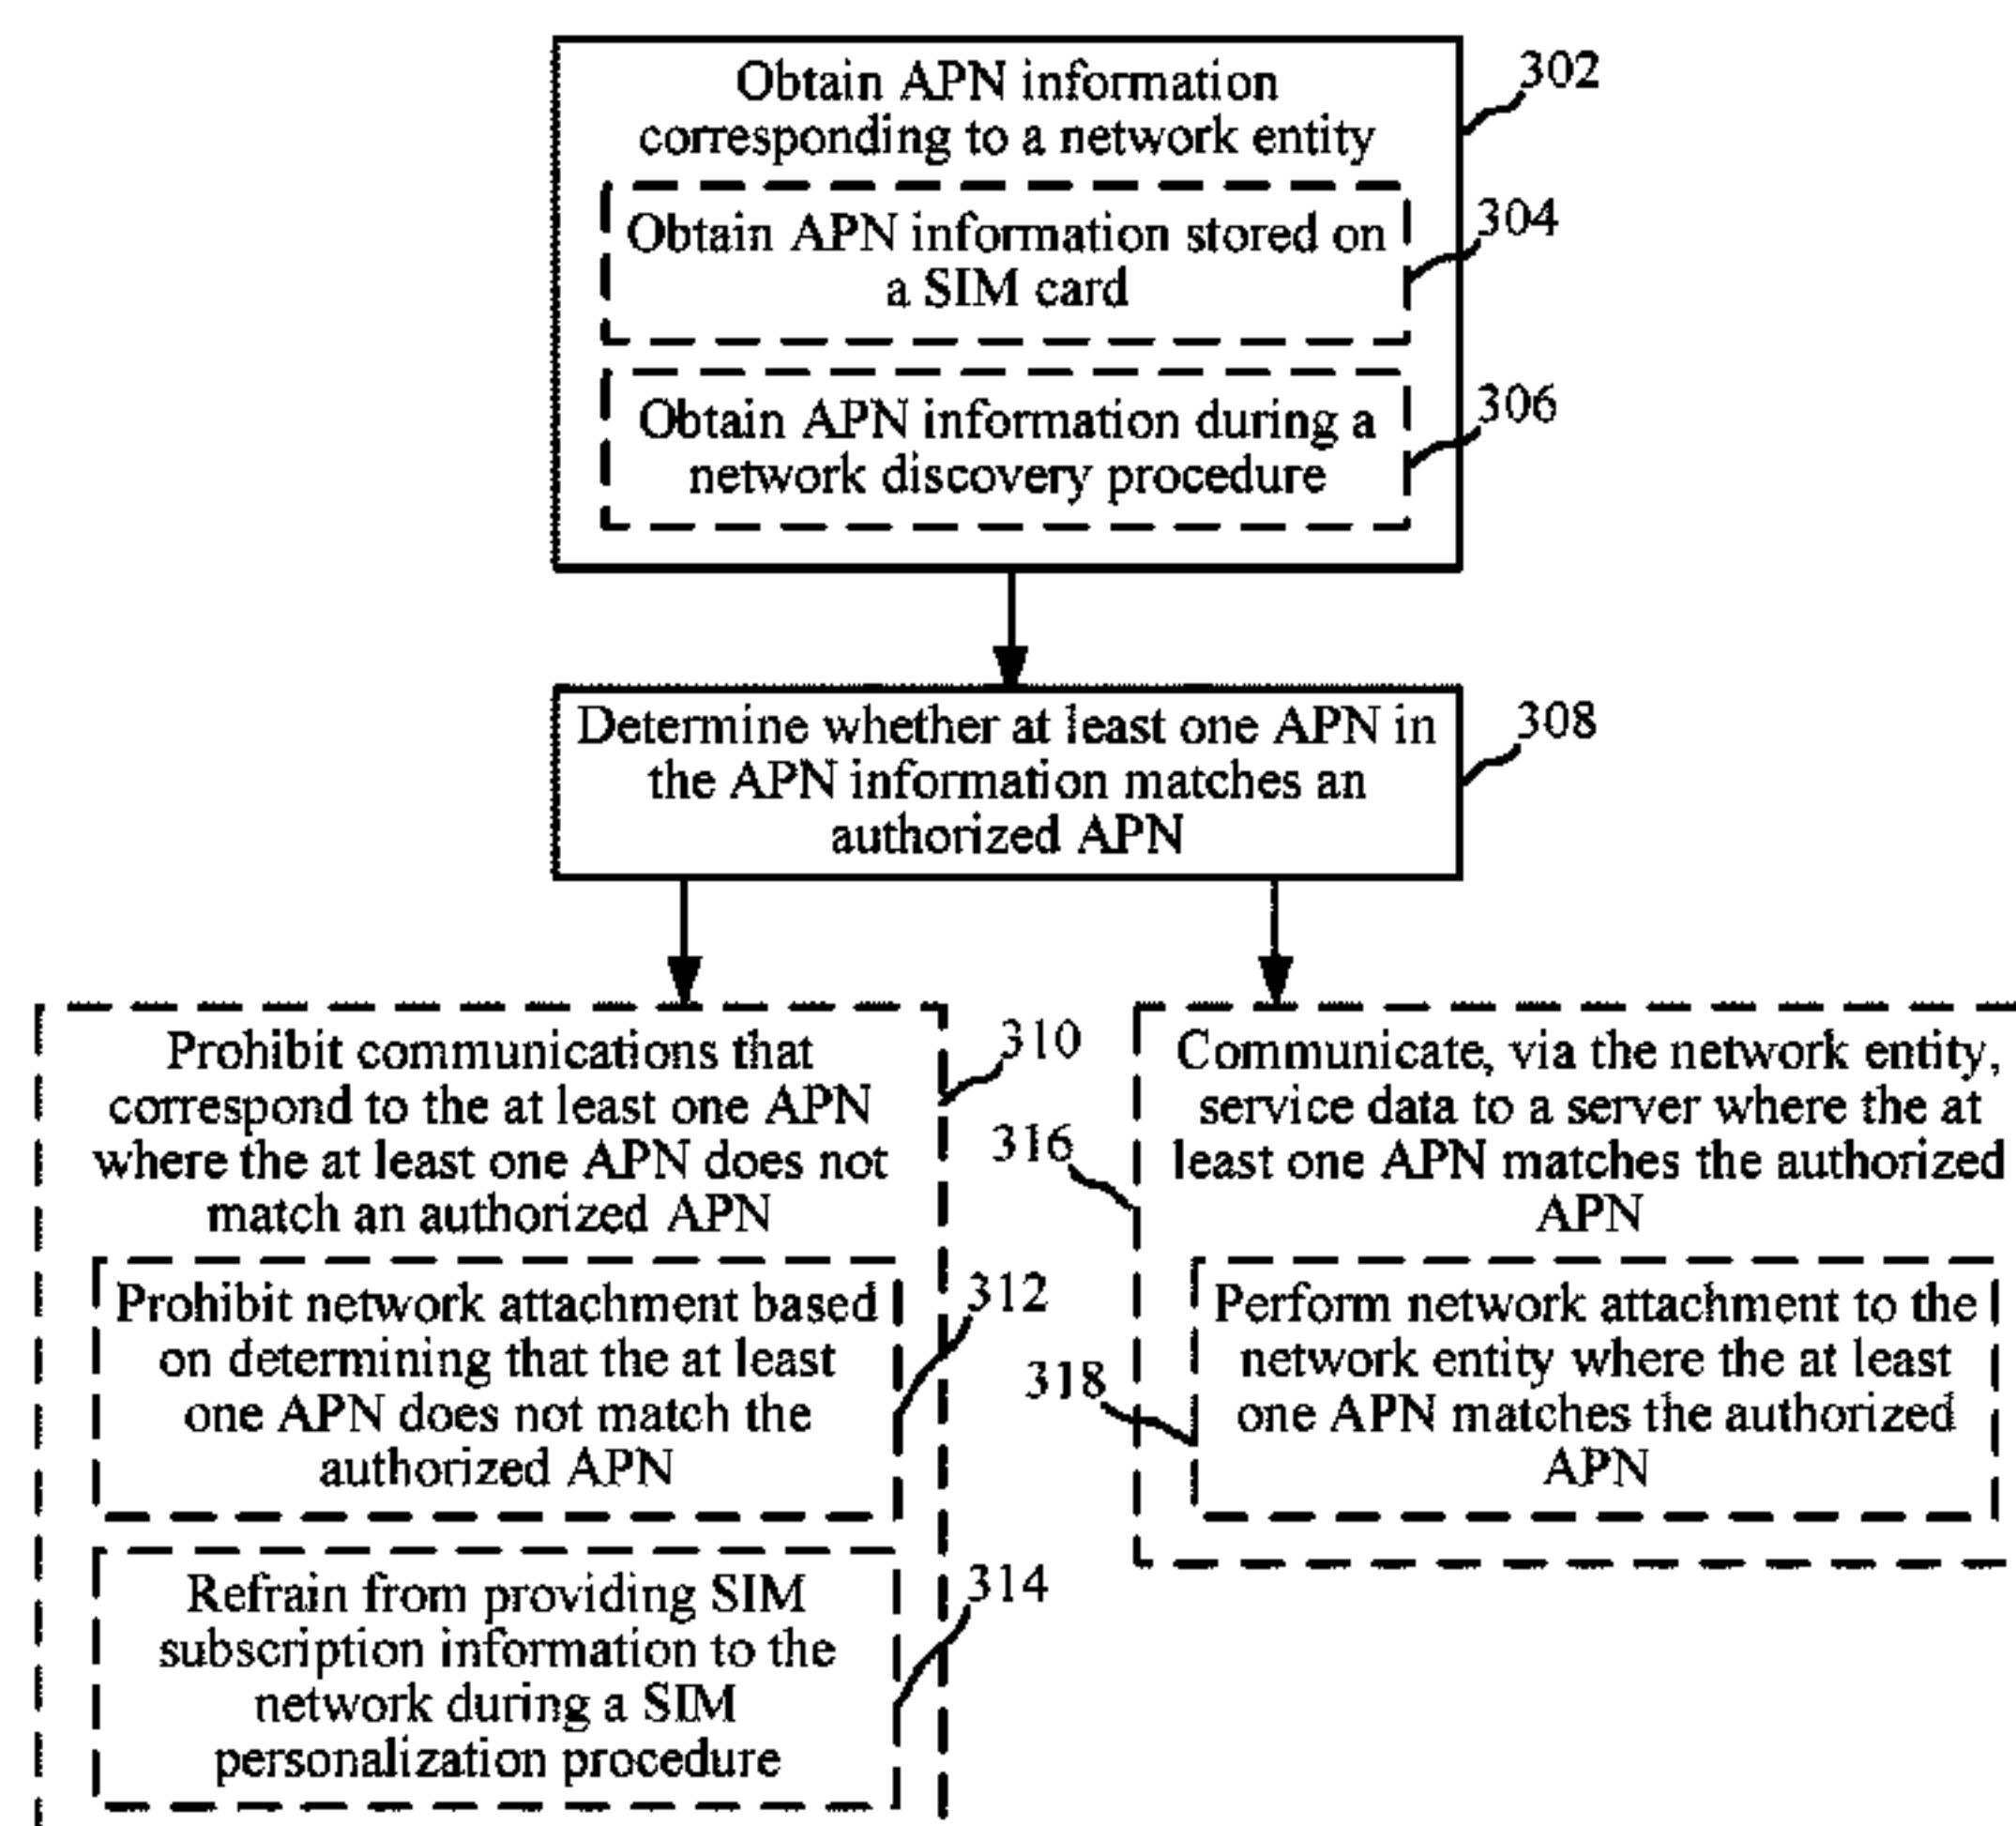 Obtain APN information
corresponding to a network entity
302
Obtain APN information stored on
a SIM card
304
Obtain APN information during a
network discovery procedure
306
Determine whether at least one APN in
the APN information matches an
authorized APN
308
Prohibit communications that
correspond to the at least one APN
where the at least one APN does not
match an authorized APN
310
Prohibit network attachment based
on determining that the at least
one APN does not match the
authorized APN
312
Refrain from providing SIM
subscription information to the
network during a SIM
personalization procedure
314
Communicate, via the network entity,
service data to a server where the at
least one APN matches the authorized
APN
316
Perform network attachment to the
network entity where the at least
one APN matches the authorized
APN
318